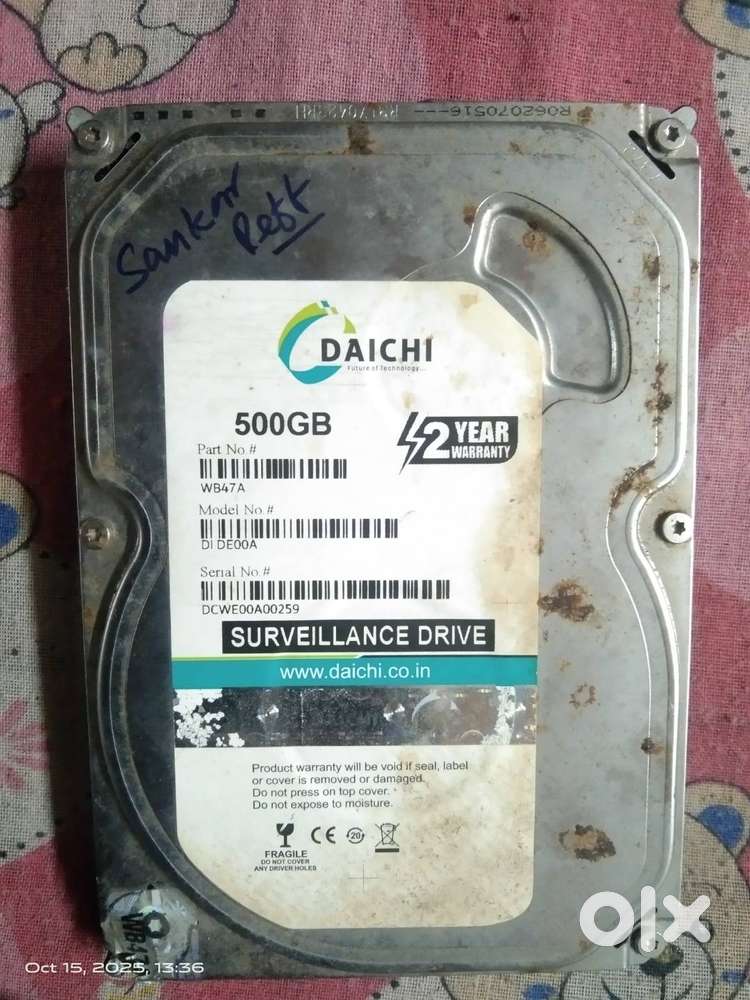 R062070516---
Sankar
DAICHI
Future of Technology...
500GB
2 YEAR
WARRANTY
Part No.#
WB47A
Model No.#
DI DE00A
Serial No.#
DCWE00A00259
SURVEILLANCE DRIVE
www.daichi.co.in
Product warranty will be void if seal, label
or cover is removed or damaged.
Do not press on top cover.
Do not expose to moisture.
FRAGILE
DO NOT COVER
ANY DRIVER HOLES
CE
20
olx
Oct 15, 2025, 13:36